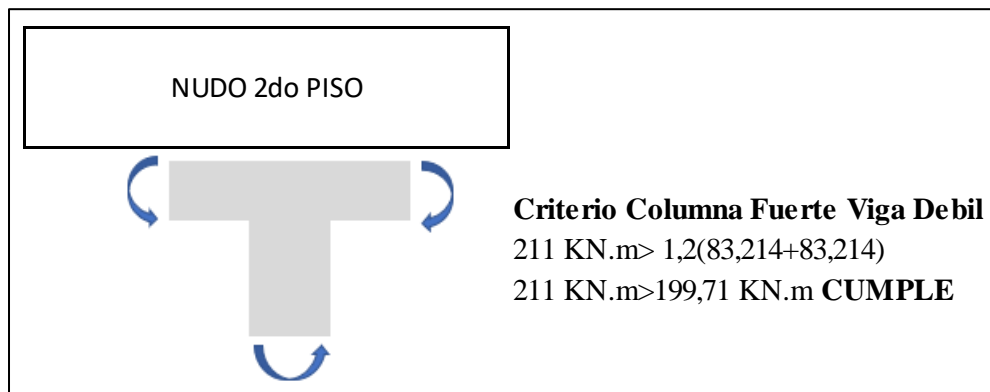 NUDO 2do PISO
Criterio Columna Fuerte Viga Debil
211 KN.m> 1,2(83,214+83,214)
211 KN.m>199,71 KN.m CUMPLE